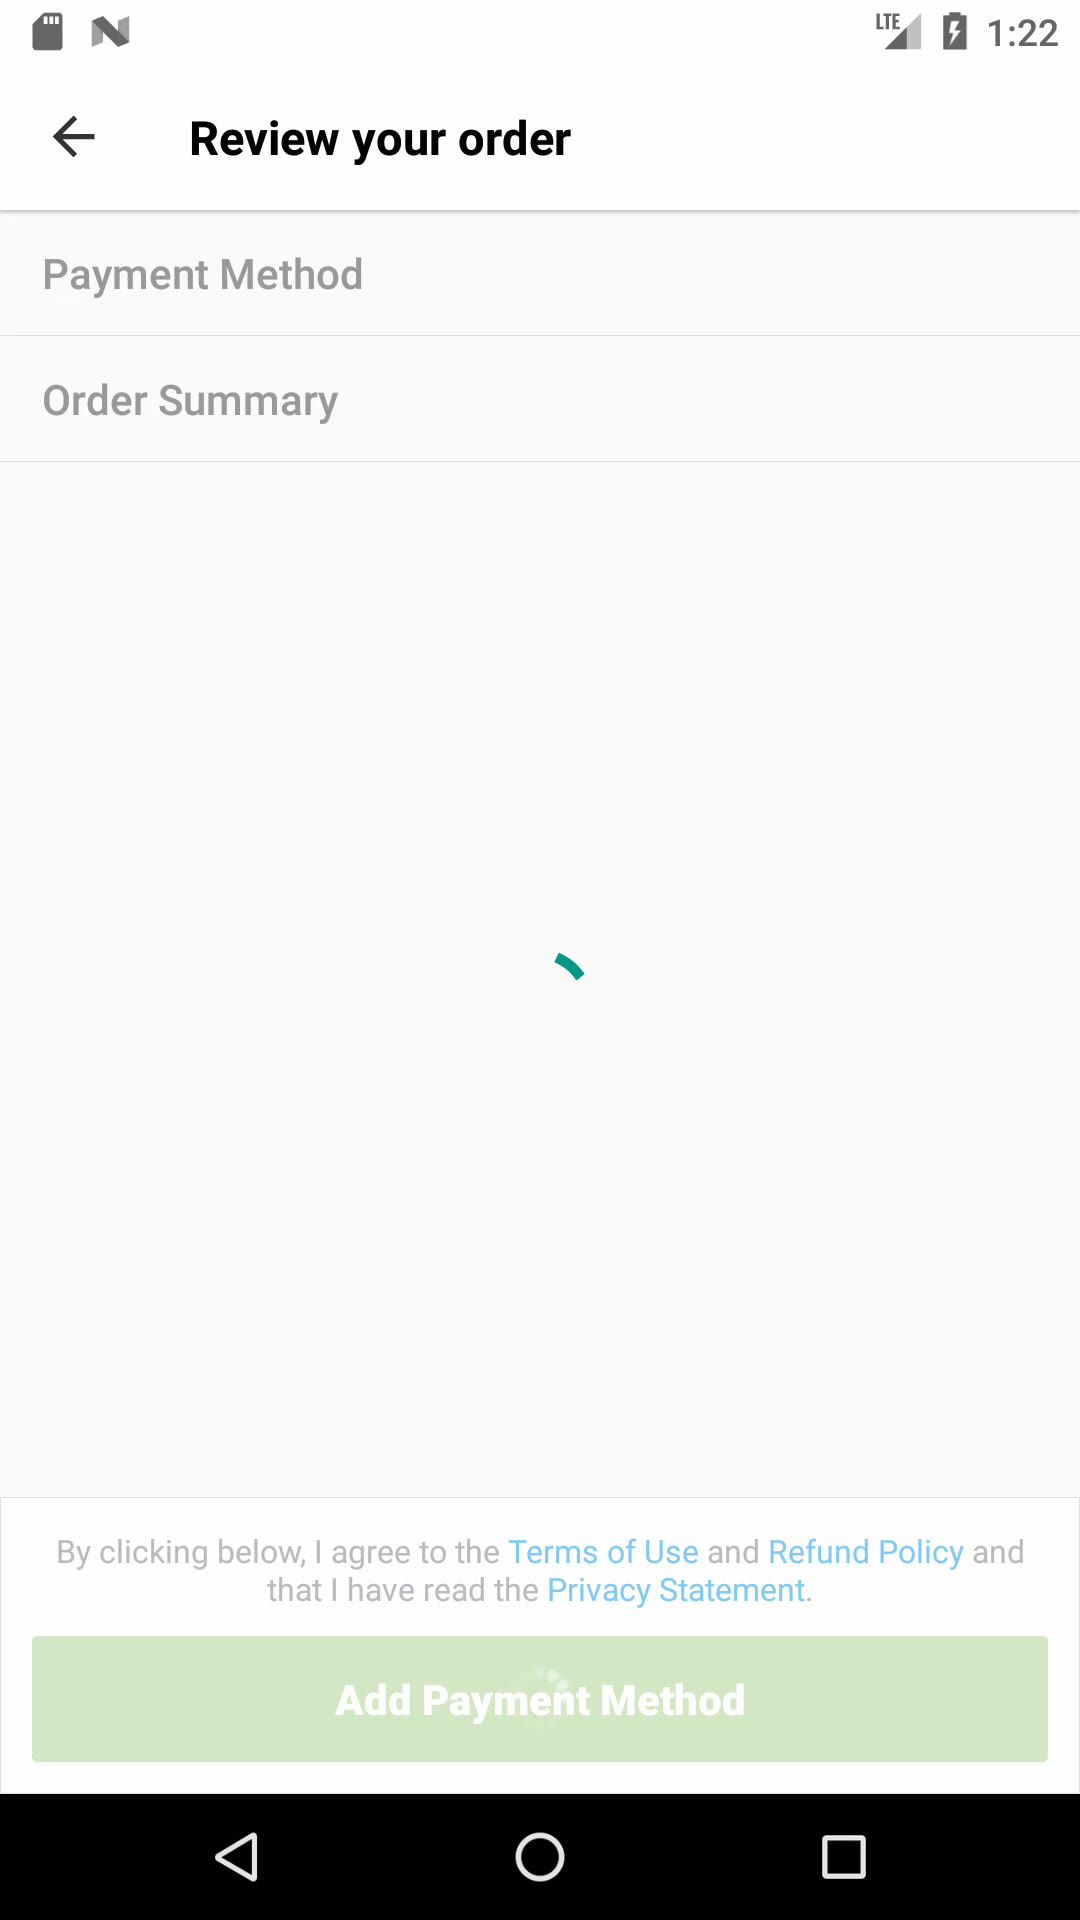 LTE 1:22
Review your order
Payment Method
Order Summary
By clicking below, I agree to the Terms of Use and Refund Policy and
that I have read the Privacy Statement.
Add Payment Method